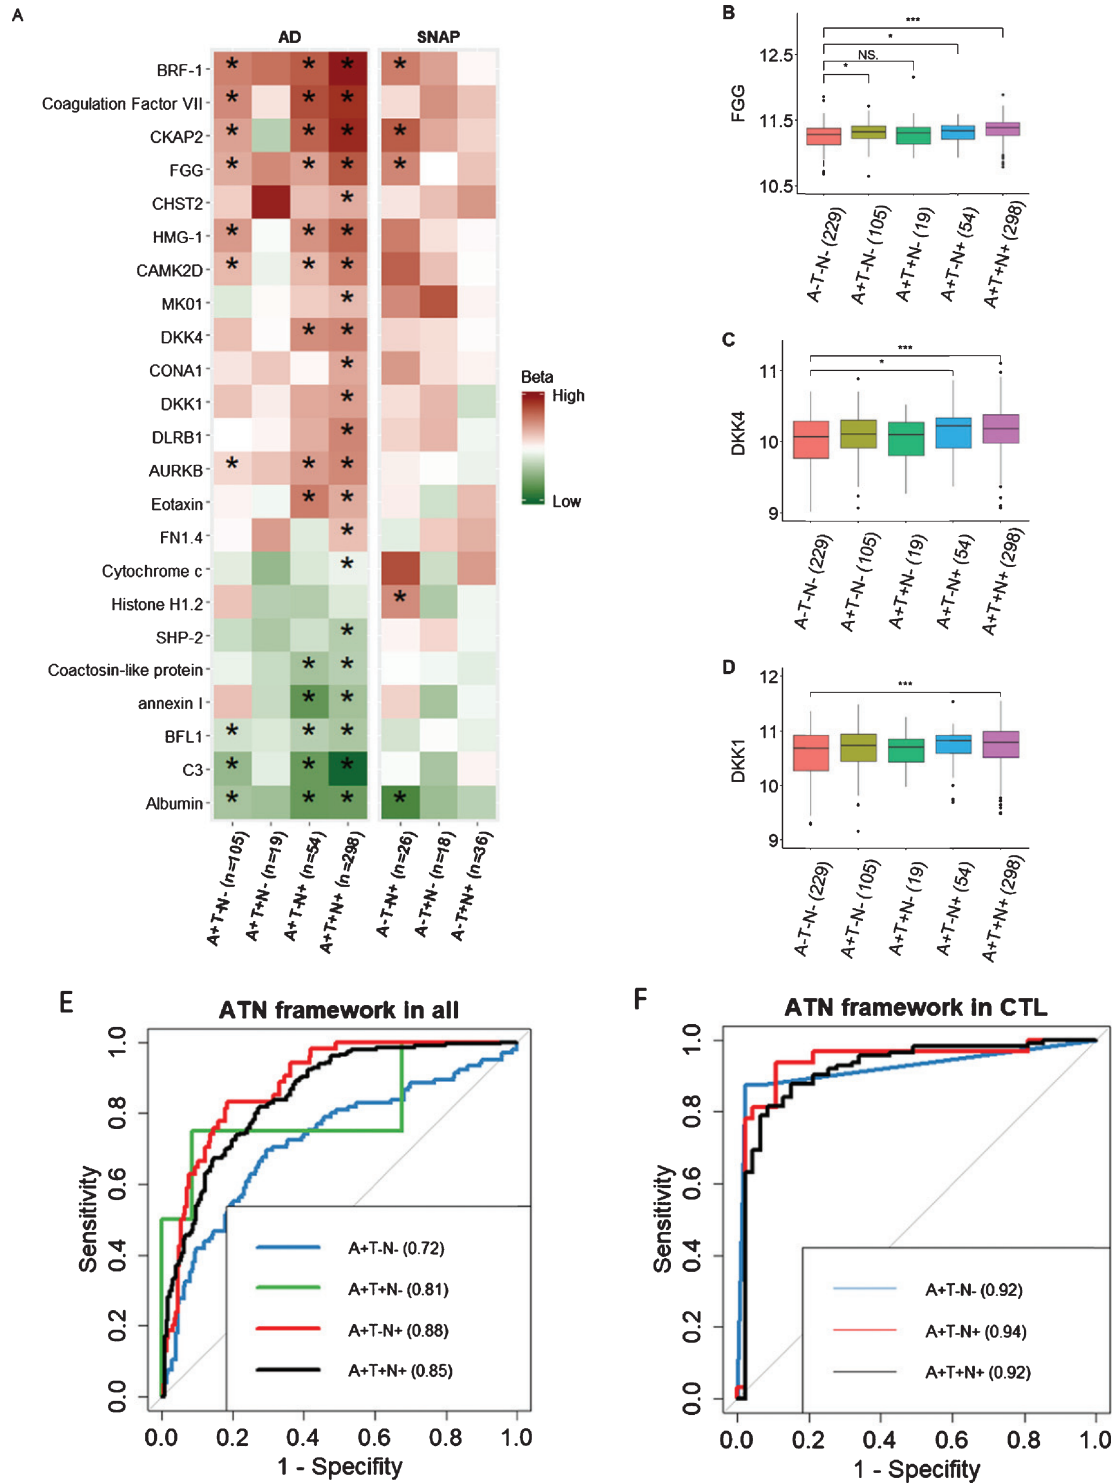 A
AD
SNAP
BRF-1
Coagulation Factor VII
CKAP2
FGG
CHST2
HMG-1
CAMK2D
MK01
DKK4
CONA1
DKK1
DLRB1
AURKB
Eotaxin
FN1.4
Cytochrome c
Histone H1.2
SHP-2
Coactosin-like protein
annexin I
BFL1
C3
Albumin
A+T-N- (n=105)
A+T+N- (n=19)
A+T-N+ (n=54)
A+T+N+ (n=298)
A-T-N+ (n=26)
A-T+N- (n=18)
A-T+N+ (n=36)
Beta
High
Low
B
FGG
12.5
11.5
10.5
***
*
NS.
*
A-T-N- (229)
A+T-N- (105)
A+T+N- (19)
A+T-N+ (54)
A+T+N+ (298)
C
DKK4
11
10
9
***
*
A-T-N- (229)
A+T-N- (105)
A+T+N- (19)
A+T-N+ (54)
A+T+N+ (298)
D
DKK1
12
11
10
9
***
A-T-N- (229)
A+T-N- (105)
A+T+N- (19)
A+T-N+ (54)
A+T+N+ (298)
E
ATN framework in all
Sensitivity
1.0
0.8
0.6
0.4
0.2
0.0
A+T-N- (0.72)
A+T+N- (0.81)
A+T-N+ (0.88)
A+T+N+ (0.85)
0.0 0.2 0.4 0.6 0.8 1.0
1 - Specifity
F
ATN framework in CTL
Sensitivity
1.0
0.8
0.6
0.4
0.2
0.0
A+T-N- (0.92)
A+T-N+ (0.94)
A+T+N+ (0.92)
0.0 0.2 0.4 0.6 0.8 1.0
1 - Specifity